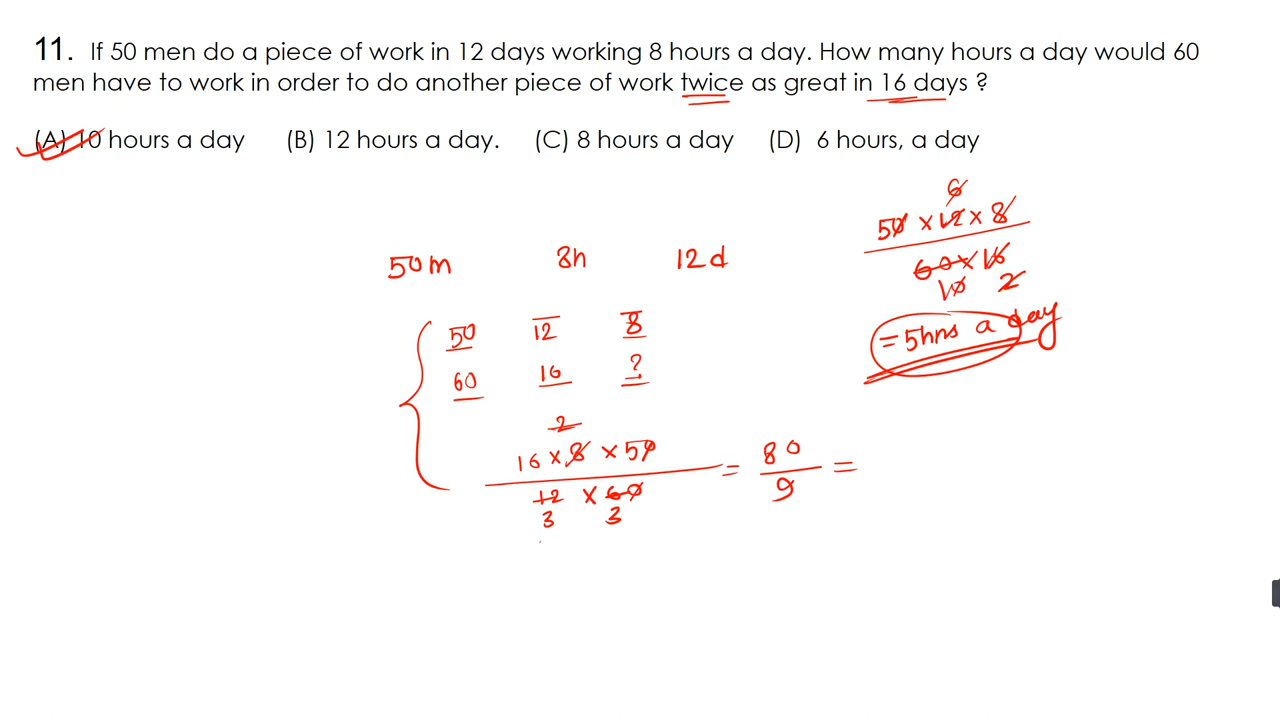 11. If 50 men do a piece of work in 12 days working 8 hours a day. How many hours a day would 60
men have to work in order to do another piece of work twice as great in 16 days ?
(A) 10 hours a day (B) 12 hours a day. (C) 8 hours a day (D) 6 hours, a day
6
50 × 12 × 8
60 × 16
10 2
= 5hrs a day
50 m 8h 12 d
50 12 8
60 16 ?
2
16 × 8 × 50
12 × 60
3 3
= 80/9 =